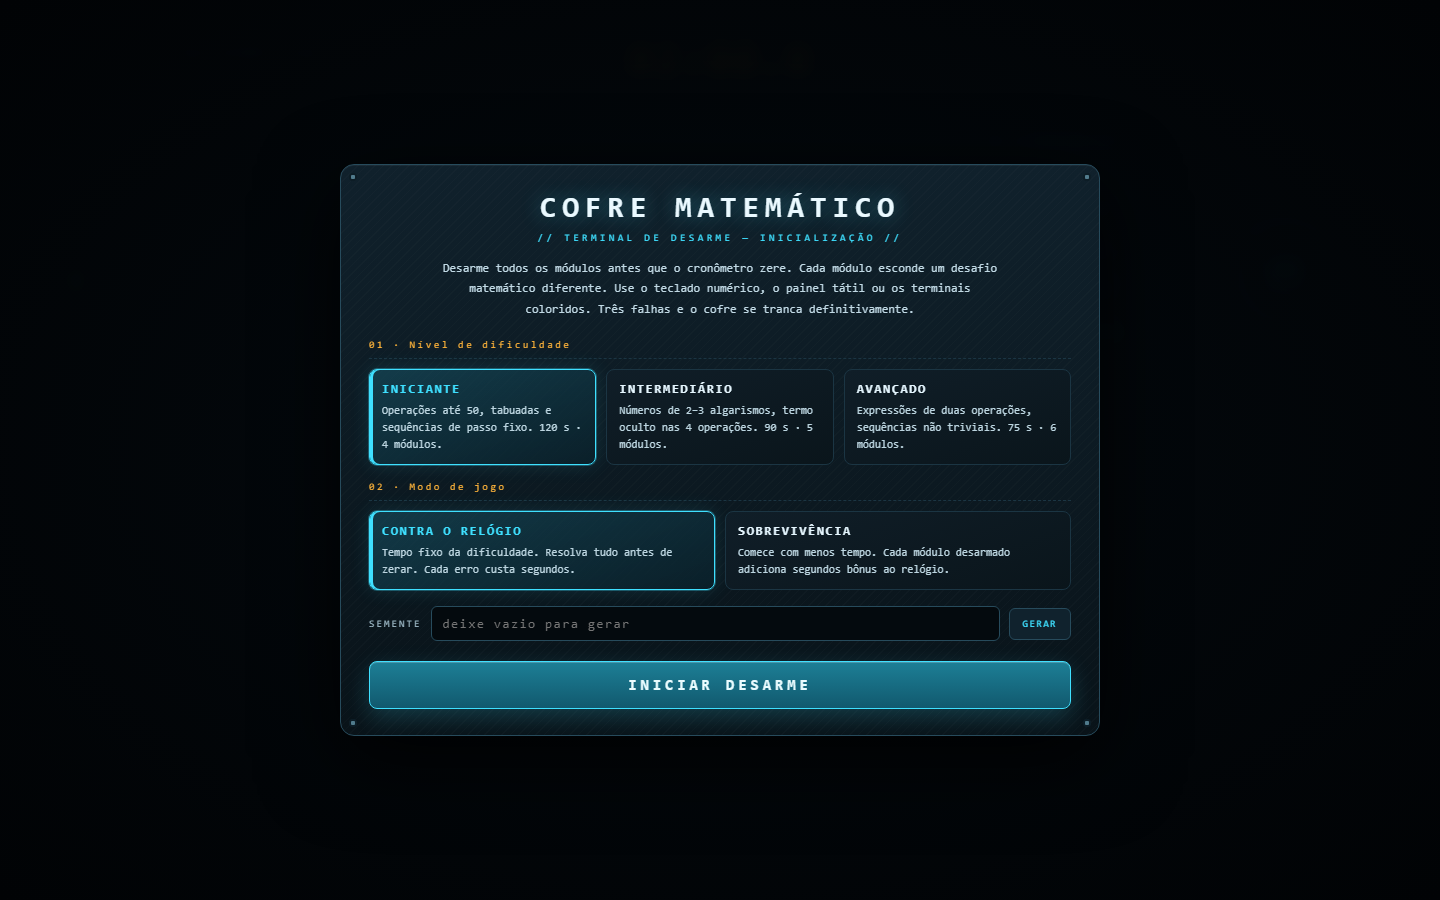 COFRE MATEMÁTICO
// TERMINAL DE DESARME — INICIALIZAÇÃO //
Desarme todos os módulos antes que o cronômetro zere. Cada módulo esconde um desafio
matemático diferente. Use o teclado numérico, o painel tátil ou os terminais
coloridos. Três falhas e o cofre se tranca definitivamente.
01 · Nível de dificuldade
INICIANTE
Operações até 50, tabuadas e
sequências de passo fixo. 120 s ·
4 módulos.
INTERMEDIÁRIO
Números de 2–3 algarismos, termo
oculto nas 4 operações. 90 s · 5
módulos.
AVANÇADO
Expressões de duas operações,
sequências não triviais. 75 s · 6
módulos.
02 · Modo de jogo
CONTRA O RELÓGIO
Tempo fixo da dificuldade. Resolva tudo antes de
zerar. Cada erro custa segundos.
SOBREVIVÊNCIA
Comece com menos tempo. Cada módulo desarmado
adiciona segundos bônus ao relógio.
SEMENTE
deixe vazio para gerar
GERAR
INICIAR DESARME